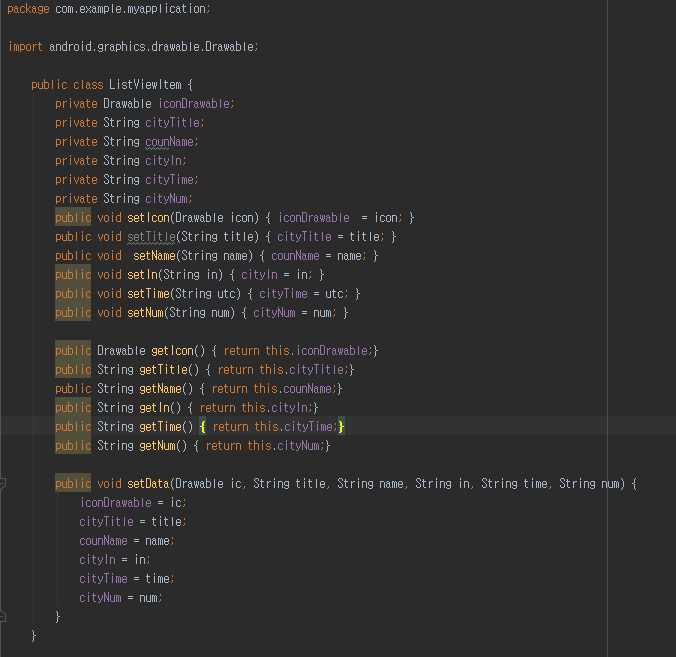 package com.example.myapplication;
import android.graphics.drawable.Drawable;
public class ListViewItem {
private Drawable iconDrawable;
private String cityTitle;
private String counName;
private String cityIn;
private String cityTime;
private String cityNum;
public void setIcon(Drawable icon) { iconDrawable  = icon; }
public void setTitle(String title) { cityTitle = title; }
public void  setName(String name) { counName = name; }
public void setIn(String in) { cityIn = in; }
public void setTime(String utc) { cityTime = utc; }
public void setNum(String num) { cityNum = num; }
public Drawable getIcon() { return this.iconDrawable;}
public String getTitle() { return this.cityTitle;}
public String getName() { return this.counName;}
public String getIn() { return this.cityIn;}
public String getTime() { return this.cityTime;}
public String getNum() { return this.cityNum;}
public void setData(Drawable ic, String title, String name, String in, String time, String num) {
iconDrawable = ic;
cityTitle = title;
counName = name;
cityIn = in;
cityTime = time;
cityNum = num;
}
}